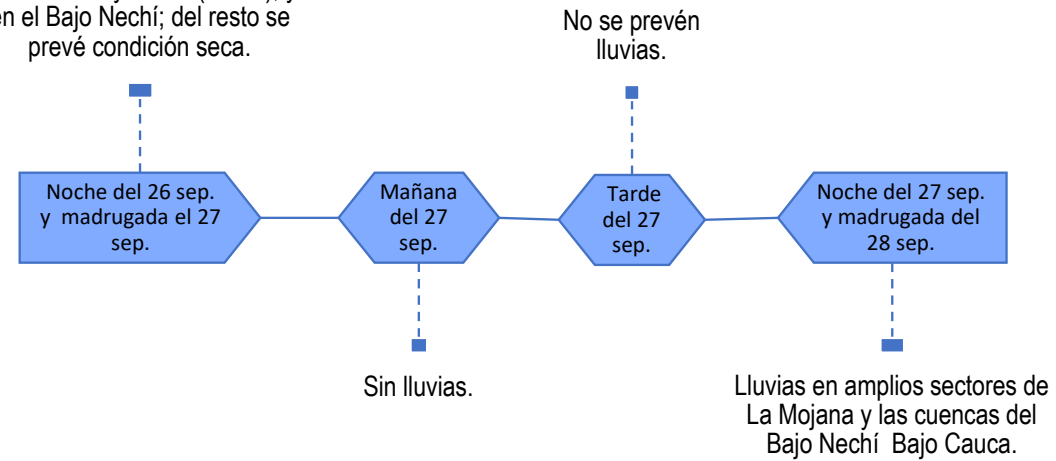 en el Bajo Nechí; del resto se
prevé condición seca.
No se prevén
lluvias.
Noche del 26 sep.
y madrugada el 27
sep.
Mañana
del 27
sep.
Tarde
del 27
sep.
Noche del 27 sep.
y madrugada del
28 sep.
Sin lluvias.
Lluvias en amplios sectores de
La Mojana y las cuencas del
Bajo Nechí Bajo Cauca.